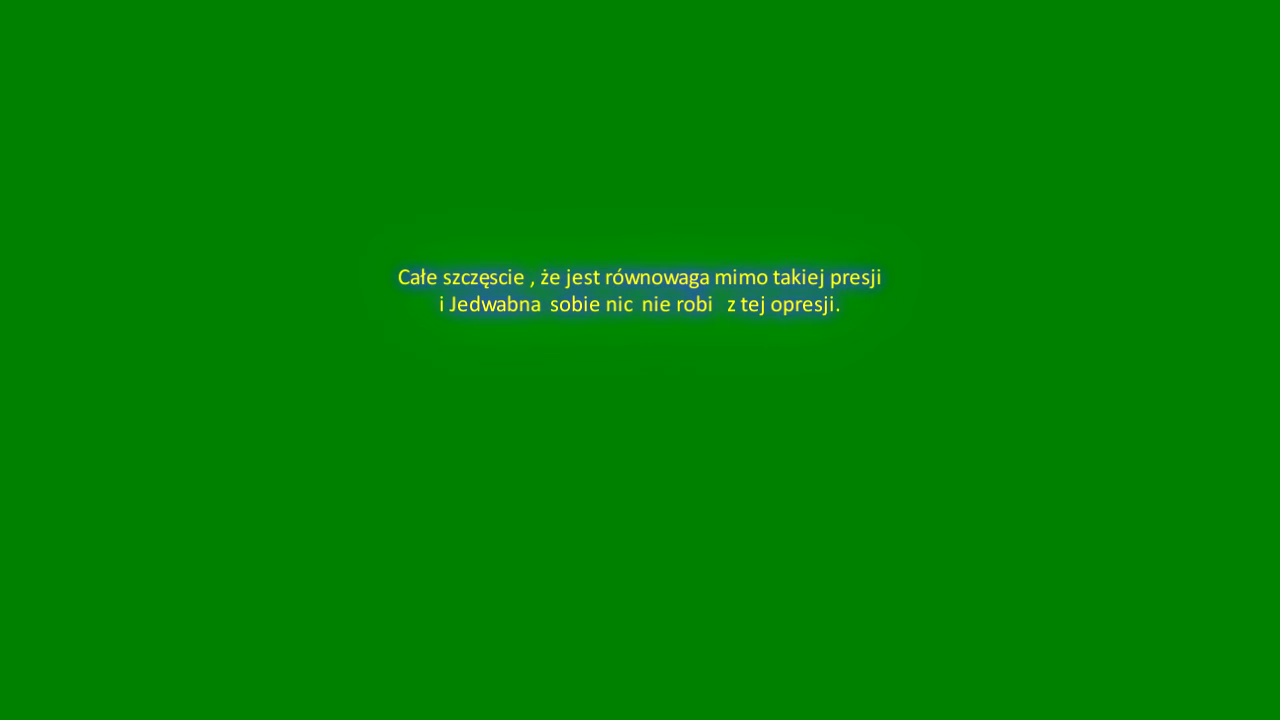 Całe szczęscie , że jest równowaga mimo takiej presji
i Jedwabna sobie nic nie robi z tej opresji.